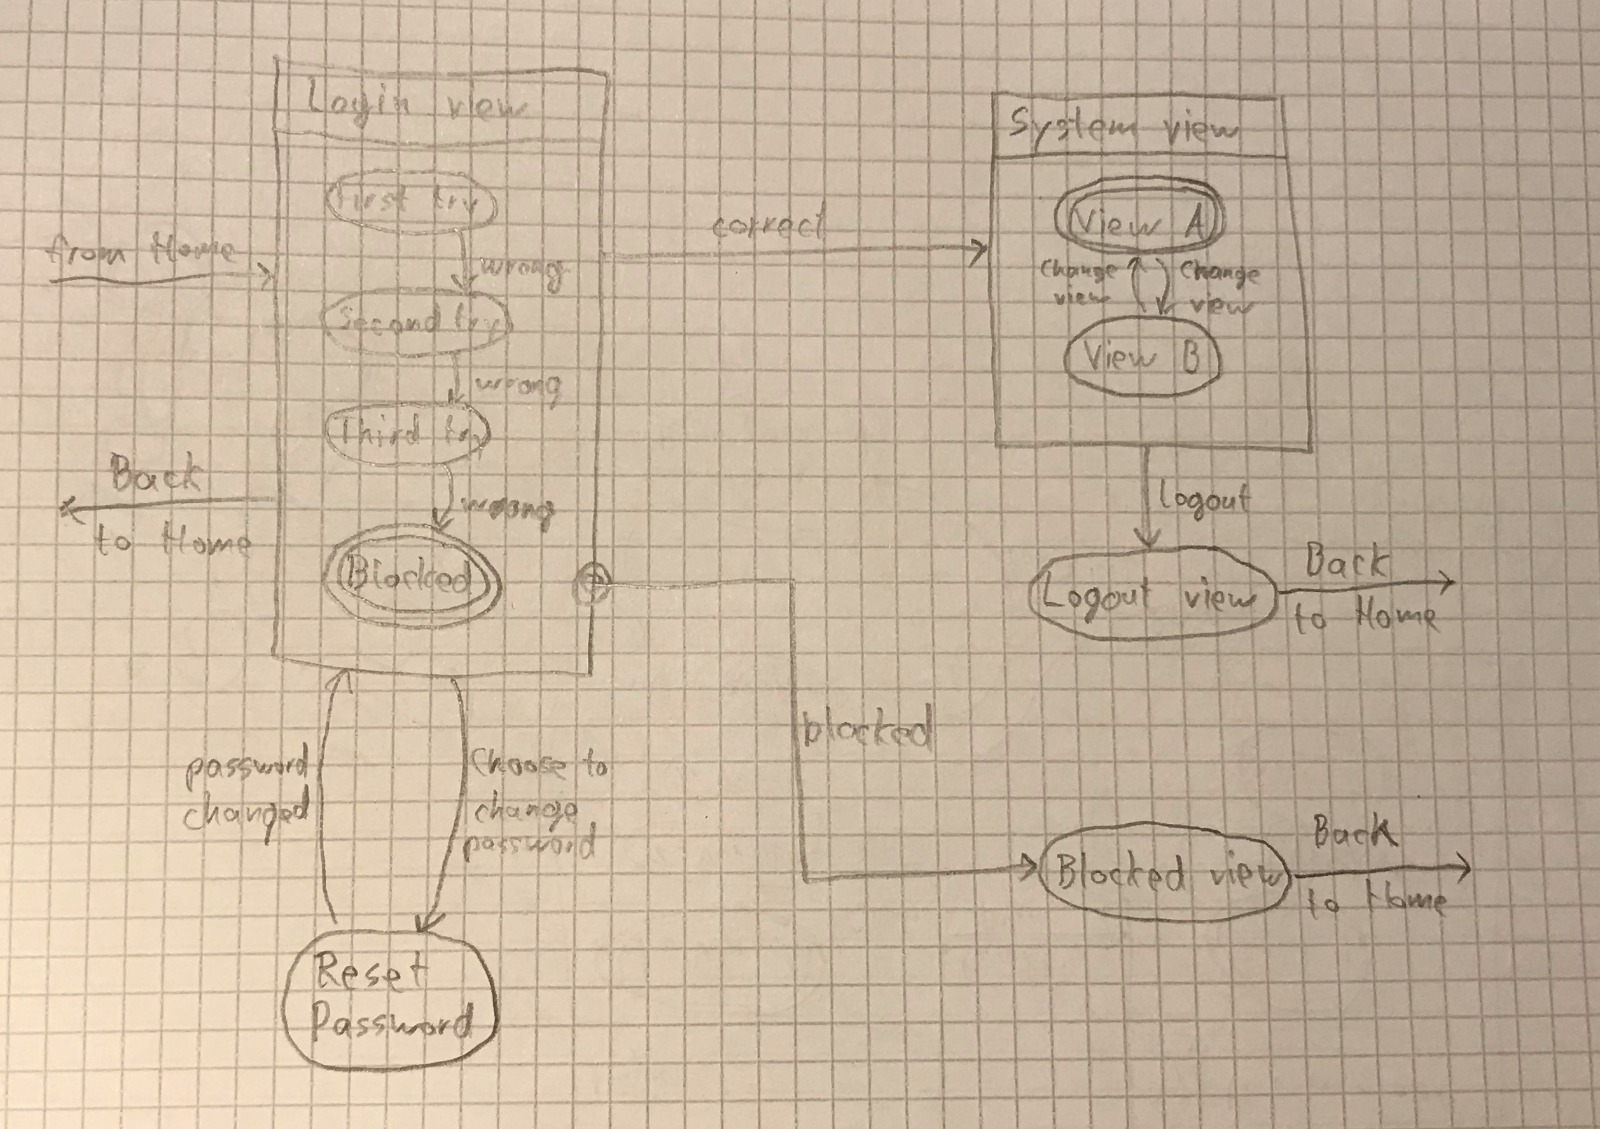 Login view
First try
wrong
Second try
wrong
Third try
wrong
Blocked
from Home
Back
to Home
correct
System view
View A
change
view
change
view
View B
logout
Logout view
Back
to Home
blocked
Blocked view
Back
to Home
password
changed
Choose to
change
password
Reset
Password